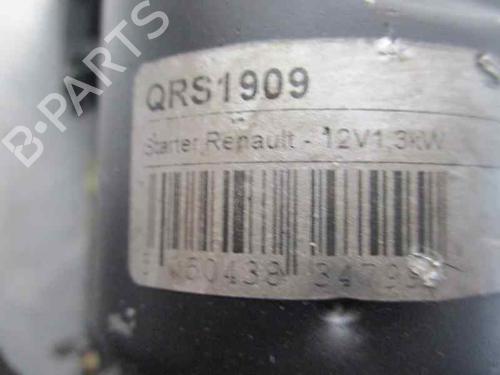 B-PARTS
QRS1909
Starter Renault - 12V1,3kW